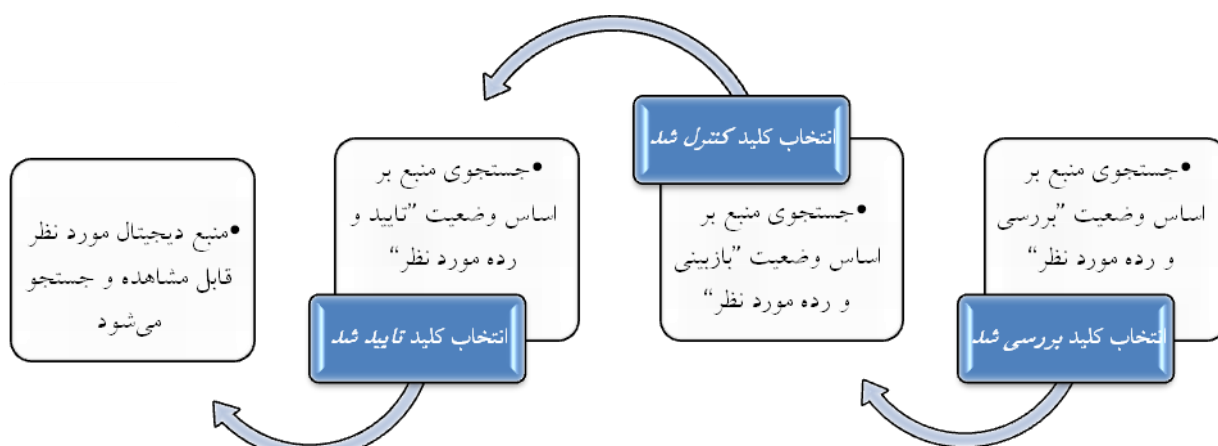 •جستجوی منبع بر
اساس وضعیت ”بررسی
و رده مورد نظر“
انتخاب کلید بررسی شد
انتخاب کلید کنترل شد
•جستجوی منبع بر
اساس وضعیت ”بازبینی
و رده مورد نظر“
•جستجوی منبع بر
اساس وضعیت ”تایید و
رده مورد نظر“
انتخاب کلید تایید شد
•منبع دیجیتال مورد نظر
قابل مشاهده و جستجو
می‌شود